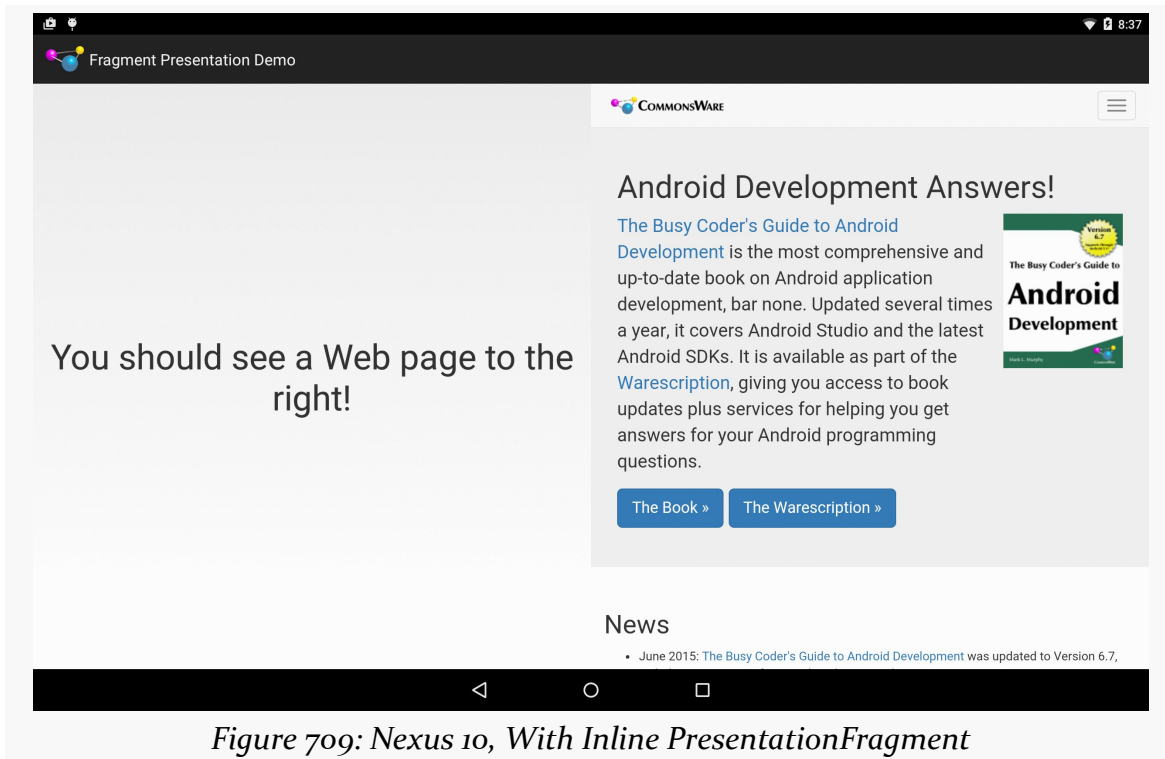 8:37
Fragment Presentation Demo
You should see a Web page to the
right!
COMMONSWARE
Android Development Answers!
The Busy Coder's Guide to Android
Development is the most comprehensive and
up-to-date book on Android application
development, bar none. Updated several times
a year, it covers Android Studio and the latest
Android SDKs. It is available as part of the
Warescription, giving you access to book
updates plus services for helping you get
answers for your Android programming
questions.
Version
6.7
The Busy Coder's Guide to
Android
Development
Mark L. Murphy
The Book »
The Warescription »
News
• June 2015: The Busy Coder's Guide to Android Development was updated to Version 6.7,
Figure 709: Nexus 10, With Inline PresentationFragment